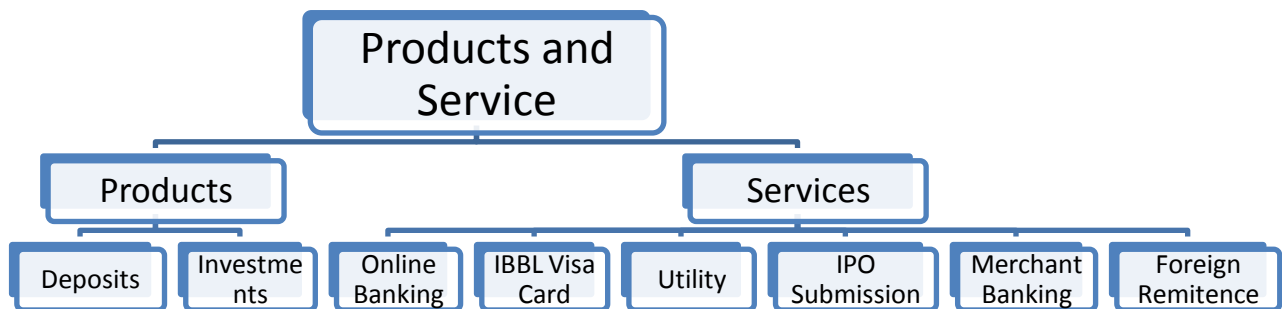 Products and
Service
Products
Services
Deposits
Investme
nts
Online
Banking
IBBL Visa
Card
Utility
IPO
Submission
Merchant
Banking
Foreign
Remitence